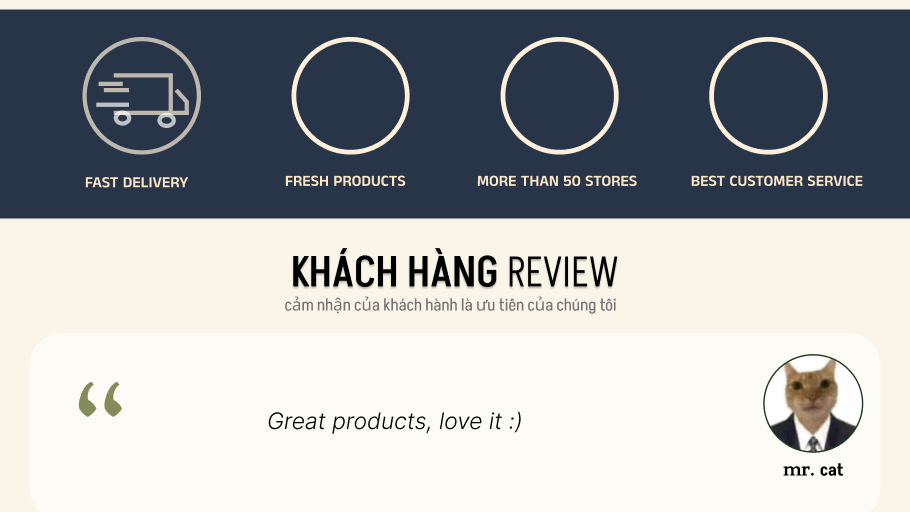 FAST DELIVERY
FRESH PRODUCTS
MORE THAN 50 STORES
BEST CUSTOMER SERVICE
KHÁCH HÀNG REVIEW
cảm nhận của khách hành là ưu tiên của chúng tôi
“
Great products, love it :)
mr. cat